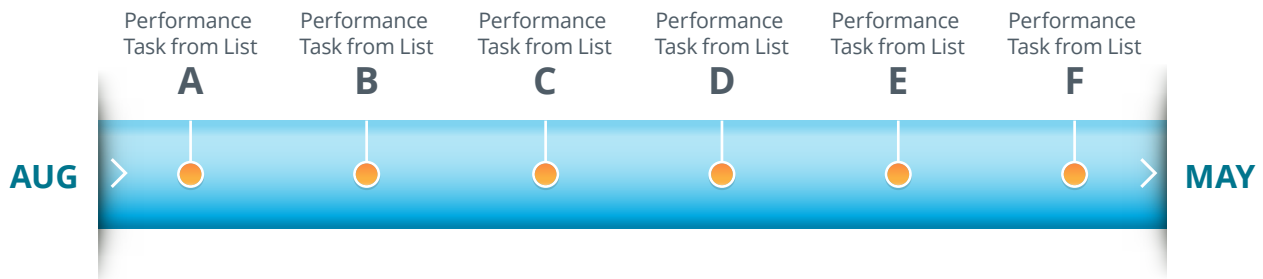 Performance
Task from List
A
Performance
Task from List
B
Performance
Task from List
C
Performance
Task from List
D
Performance
Task from List
E
Performance
Task from List
F
AUG
MAY